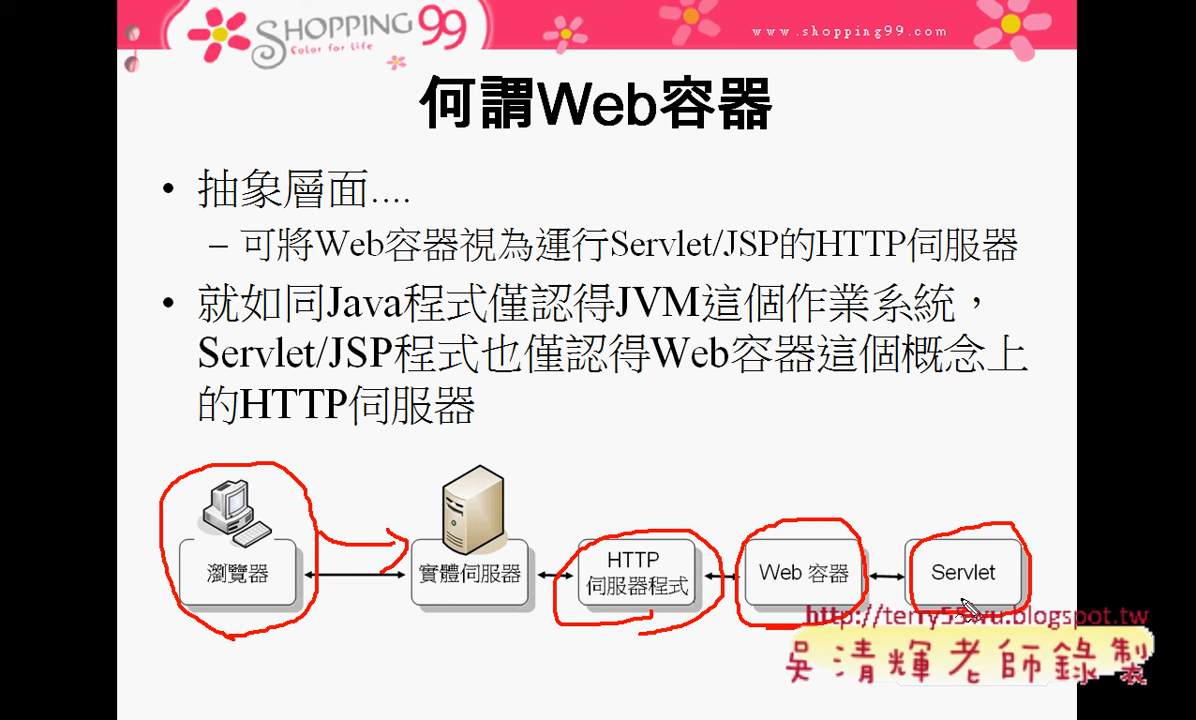 SHOPPING 99
Color for Life
www.shopping99.com
何謂Web容器
• 抽象層面....
– 可將Web容器視為運行Servlet/JSP的HTTP伺服器
• 就如同Java程式僅認得JVM這個作業系統，
Servlet/JSP程式也僅認得Web容器這個概念上
的HTTP伺服器
瀏覽器
實體伺服器
HTTP
伺服器程式
Web 容器
Servlet
吳清輝老師錄製